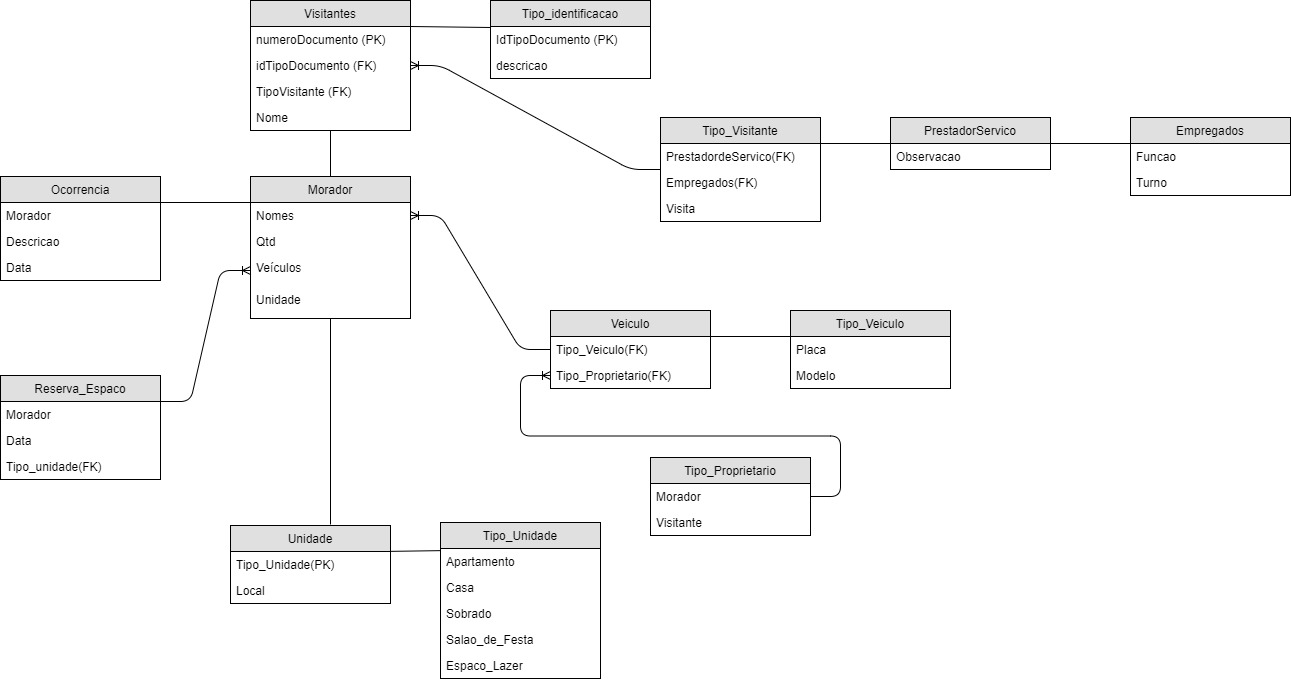 Visitantes
numeroDocumento (PK)
idTipoDocumento (FK)
TipoVisitante (FK)
Nome
Tipo_identificacao
IdTipoDocumento (PK)
descricao
Tipo_Visitante
PrestadordeServico(FK)
Empregados(FK)
Visita
PrestadorServico
Observacao
Empregados
Funcao
Turno
Ocorrencia
Morador
Descricao
Data
Morador
Nomes
Qtd
Veículos
Unidade
Veiculo
Tipo_Veiculo(FK)
Tipo_Proprietario(FK)
Tipo_Veiculo
Placa
Modelo
Reserva_Espaco
Morador
Data
Tipo_unidade(FK)
Tipo_Proprietario
Morador
Visitante
Unidade
Tipo_Unidade(PK)
Local
Tipo_Unidade
Apartamento
Casa
Sobrado
Salao_de_Festa
Espaco_Lazer